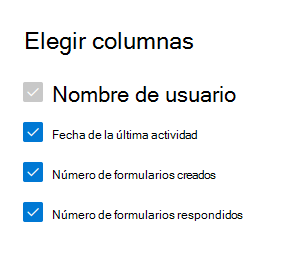 Elegir columnas
Nombre de usuario
Fecha de la última actividad
Número de formularios creados
Número de formularios respondidos